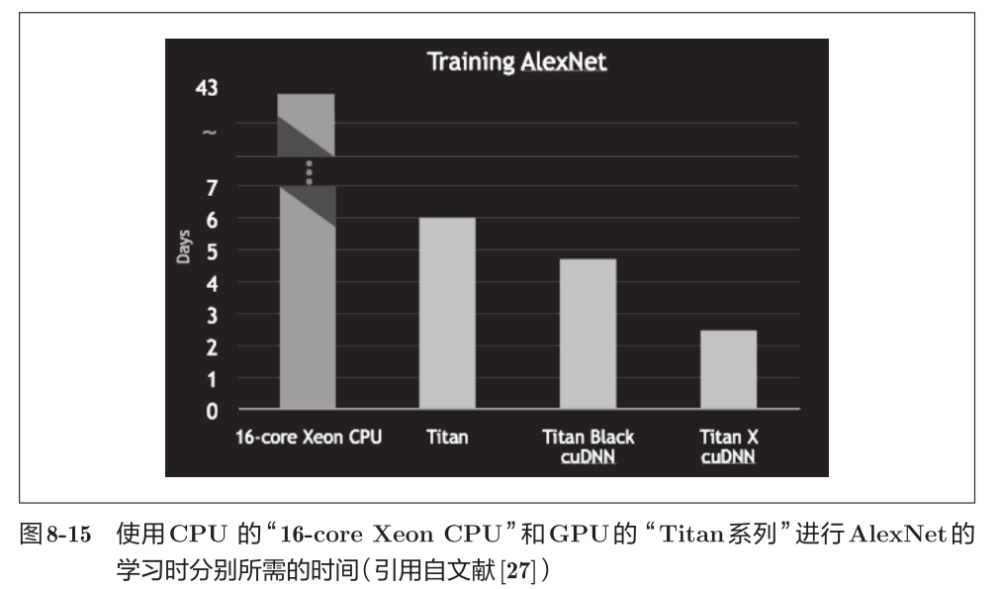 Training AlexNet
43
~
7
6
5
4
3
2
1
0
Days
16-core Xeon CPU
Titan
Titan Black
cuDNN
Titan X
cuDNN
图8-15 使用CPU 的“16-core Xeon CPU”和GPU的“Titan系列”进行AlexNet的
学习时分别所需的时间（引用自文献[27]）